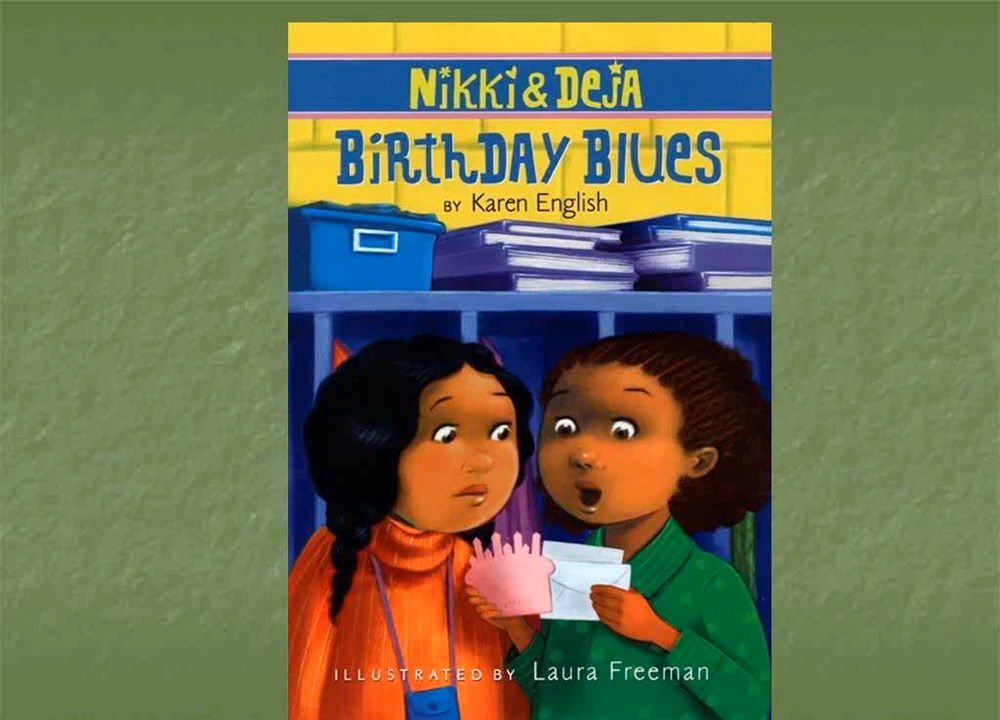 Nikki & Deja
Birthday Blues
BY Karen English
ILLUSTRATED BY Laura Freeman